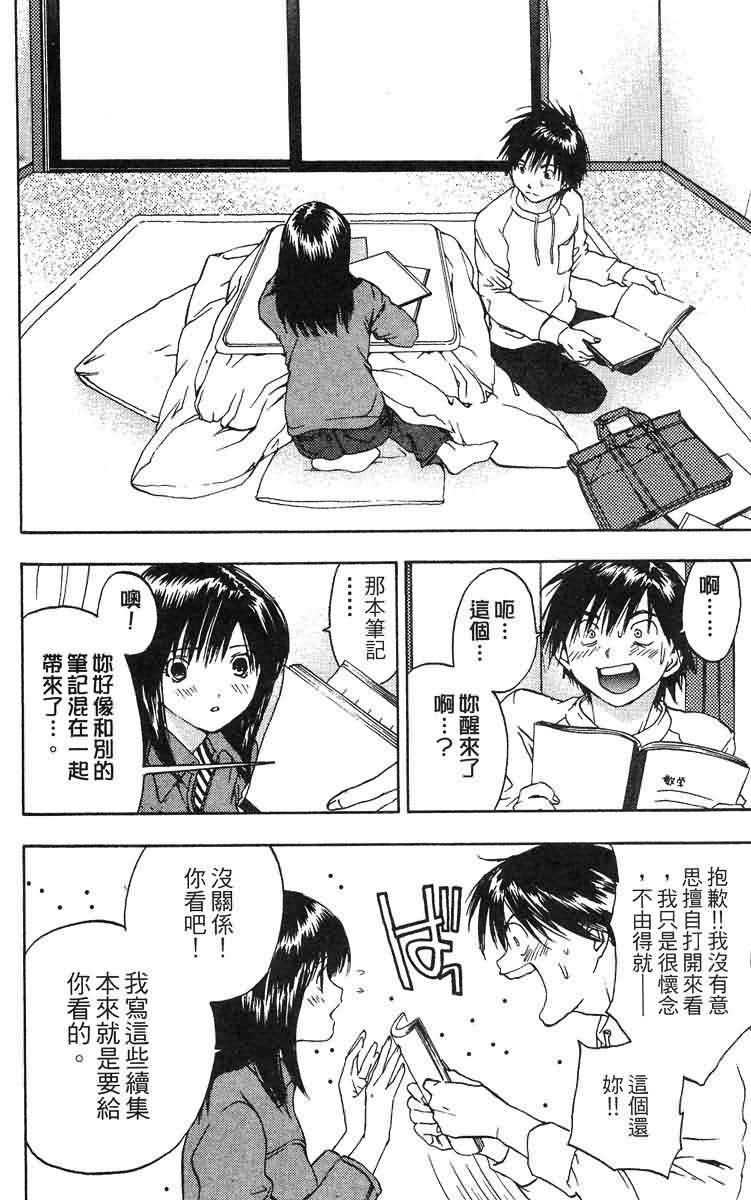 啊……
呃…
這個…
妳醒來了
啊…？
数学
那本筆記
……
噢！
妳好像和別的
筆記混在一起
帶來了…。
抱歉!!我沒有意
思擅自打開來看
，我只是很懷念
，不由得就——
這個還
妳!!
ばっ
沒關係！
你看吧！
我寫這些續集
本來就是要給
你看的。